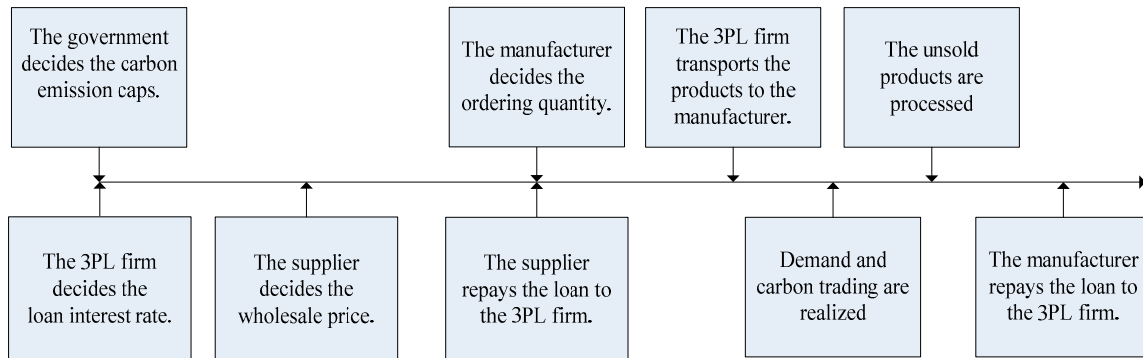 The government
decides the carbon
emission caps.
The manufacturer
decides the
ordering quantity.
The 3PL firm
transports the
products to the
manufacturer.
The unsold
products are
processed
The 3PL firm
decides the
loan interest rate.
The supplier
decides the
wholesale price.
The supplier
repays the loan to
the 3PL firm.
Demand and
carbon trading are
realized
The manufacturer
repays the loan to
the 3PL firm.